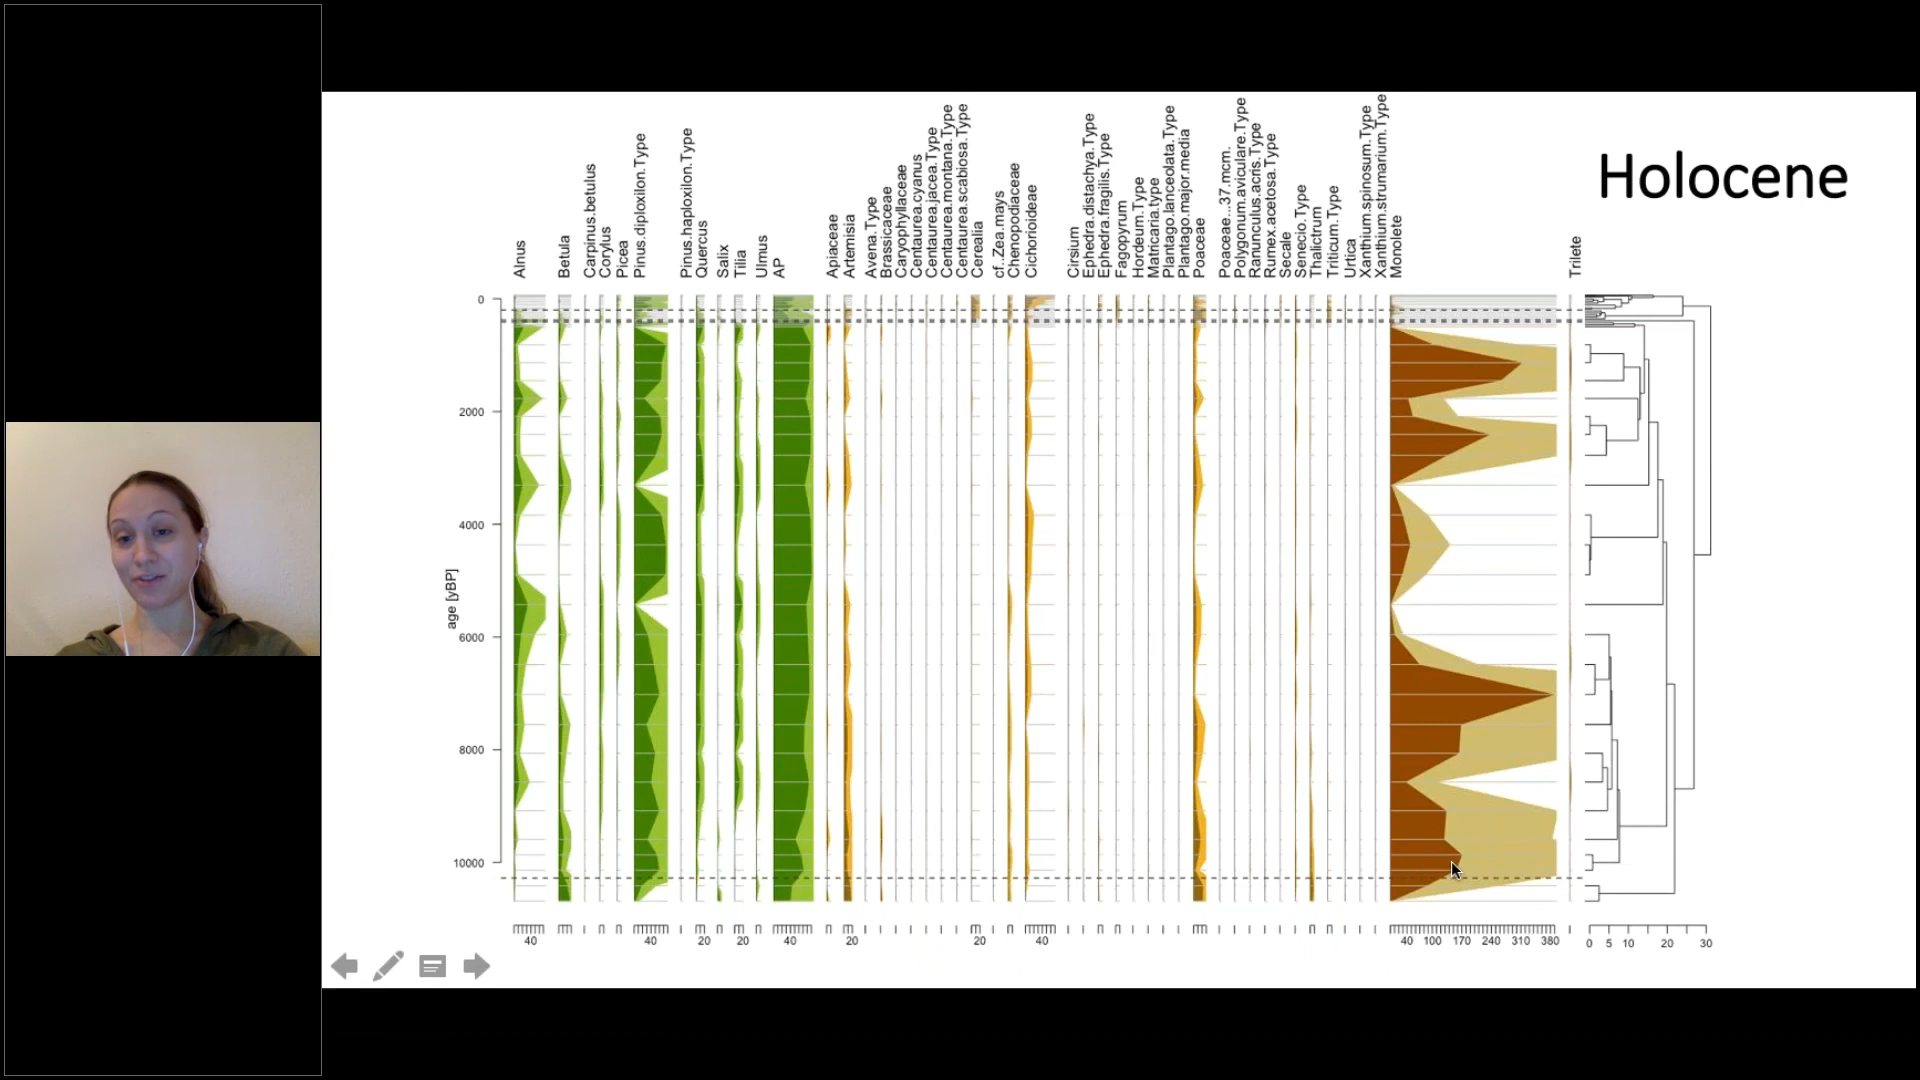 Holocene
Alnus
Betula
Carpinus.betulus
Corylus
Picea
Pinus.diploxilon.Type
Pinus.haploxilon.Type
Quercus
Salix
Tilia
Ulmus
AP
Apiaceae
Artemisia
Avena.Type
Brassicaceae
Caryophyllaceae
Centaurea.cyanus
Centaurea.jacea.Type
Centaurea.montana.Type
Centaurea.scabiosa.Type
Cerealia
cf..Zea.mays
Chenopodiaceae
Cichorioideae
Cirsium
Ephedra.distachya.Type
Ephedra.fragilis.Type
Fagopyrum
Hordeum.Type
Matricaria.type
Plantago.lanceolata.Type
Plantago.major.media
Poaceae
Poaceae...37.mcm.
Polygonum.aviculare.Type
Ranunculus.acris.Type
Rumex.acetosa.Type
Secale
Senecio.Type
Thalictrum
Triticum.Type
Urtica
Xanthium.spinosum.Type
Xanthium.strumarium.Type
Monolete
Trilete
0
2000
4000
age [yBP]
6000
8000
10000
40 40 20 20 40 20 20 40 40 100 170 240 310 380 0 5 10 20 30